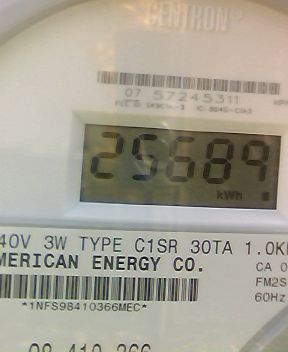 CENTRON®
07 57245311
25689
kWh
40V 3W TYPE C1SR 30TA 1.0K
MERICAN ENERGY CO.
CA 0
FM2S
60Hz
*1NFS98410366MEC*